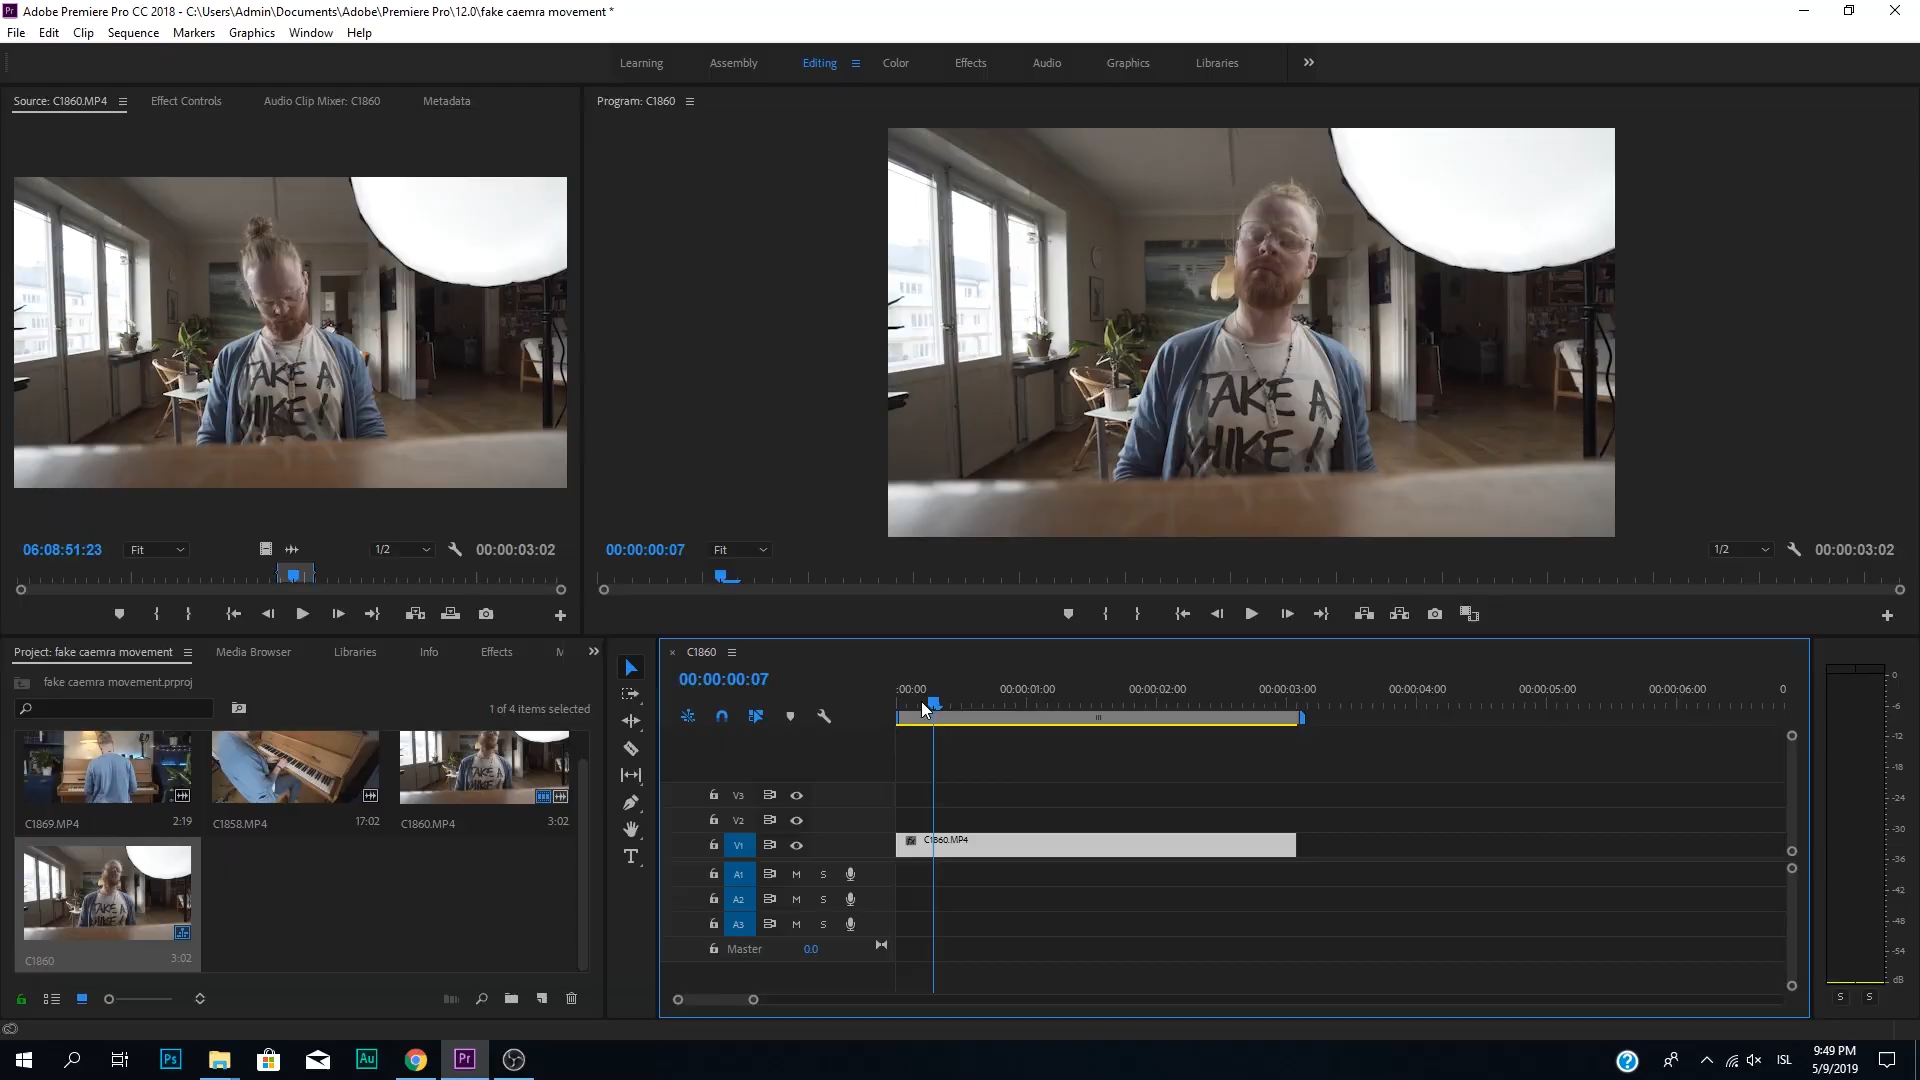 Pr Adobe Premiere Pro CC 2018 - C:\Users\Admin\Documents\Adobe\Premiere Pro\12.0\fake caemra movement *
File Edit Clip Sequence Markers Graphics Window Help
Learning Assembly Editing Color Effects Audio Graphics Libraries
Source: C1860.MP4 Effect Controls Audio Clip Mixer: C1860 Metadata
Program: C1860
TAKE A
HIKE!
TAKE A
HIKE!
06:08:51:23 Fit 1/2 00:00:03:02
00:00:00:07 Fit 1/2 00:00:03:02
Project: fake caemra movement Media Browser Libraries Info Effects M
fake caemra movement.prproj
1 of 4 items selected
C1869.MP4 2:19 C1858.MP4 17:02 C1860.MP4 3:02
C1860 3:02
C1860
00:00:00:07
:00:00 00:00:01:00 00:00:02:00 00:00:03:00 00:00:04:00 00:00:05:00 00:00:06:00 0
V3
V2
V1 C1860.MP4
A1 M S
A2 M S
A3 M S
Master 0.0
0
-6
-12
-18
-24
-30
-36
-42
-48
-54
dB
S S
Ps Au Pr
ISL
9:49 PM
5/9/2019